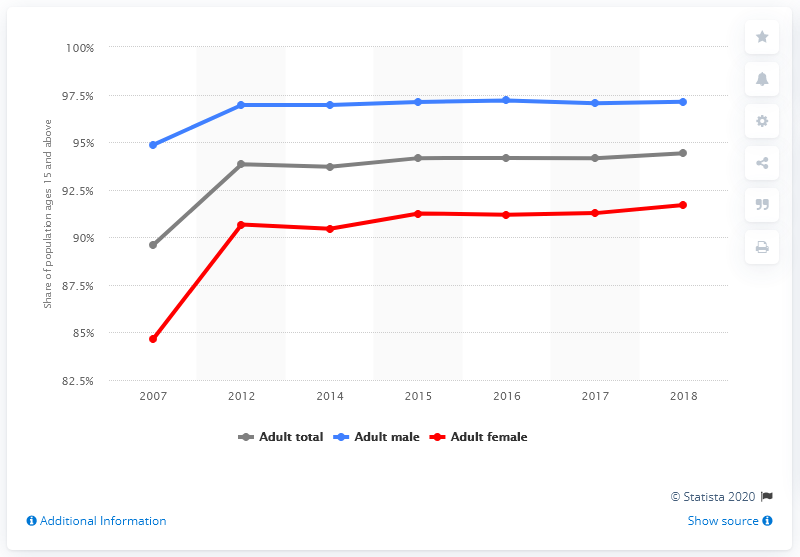 100%
97.5%
95%
92.5%
90%
87.5%
85%
82.5%
Share of population ages 15 and above
2007 2012 2014 2015 2016 2017 2018
Adult total Adult male Adult female
© Statista 2020
Additional Information Show source